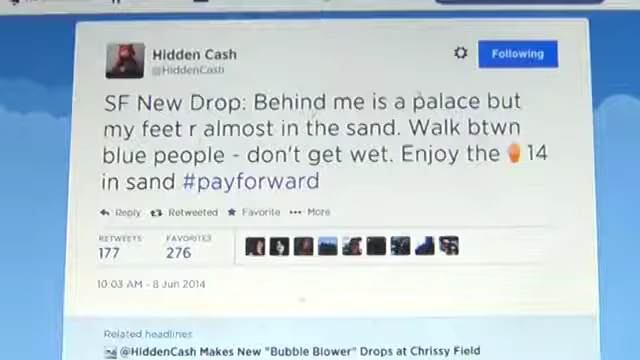 Hidden Cash
@HiddenCash
Following
SF New Drop: Behind me is a palace but
my feet r almost in the sand. Walk btwn
blue people - don't get wet. Enjoy the 14
in sand #payforward
Reply Retweeted Favorite More
RETWEETS FAVORITES
177 276
10:03 AM - 8 Jun 2014
Related headlines
@HiddenCash Makes New "Bubble Blower" Drops at Chrissy Field